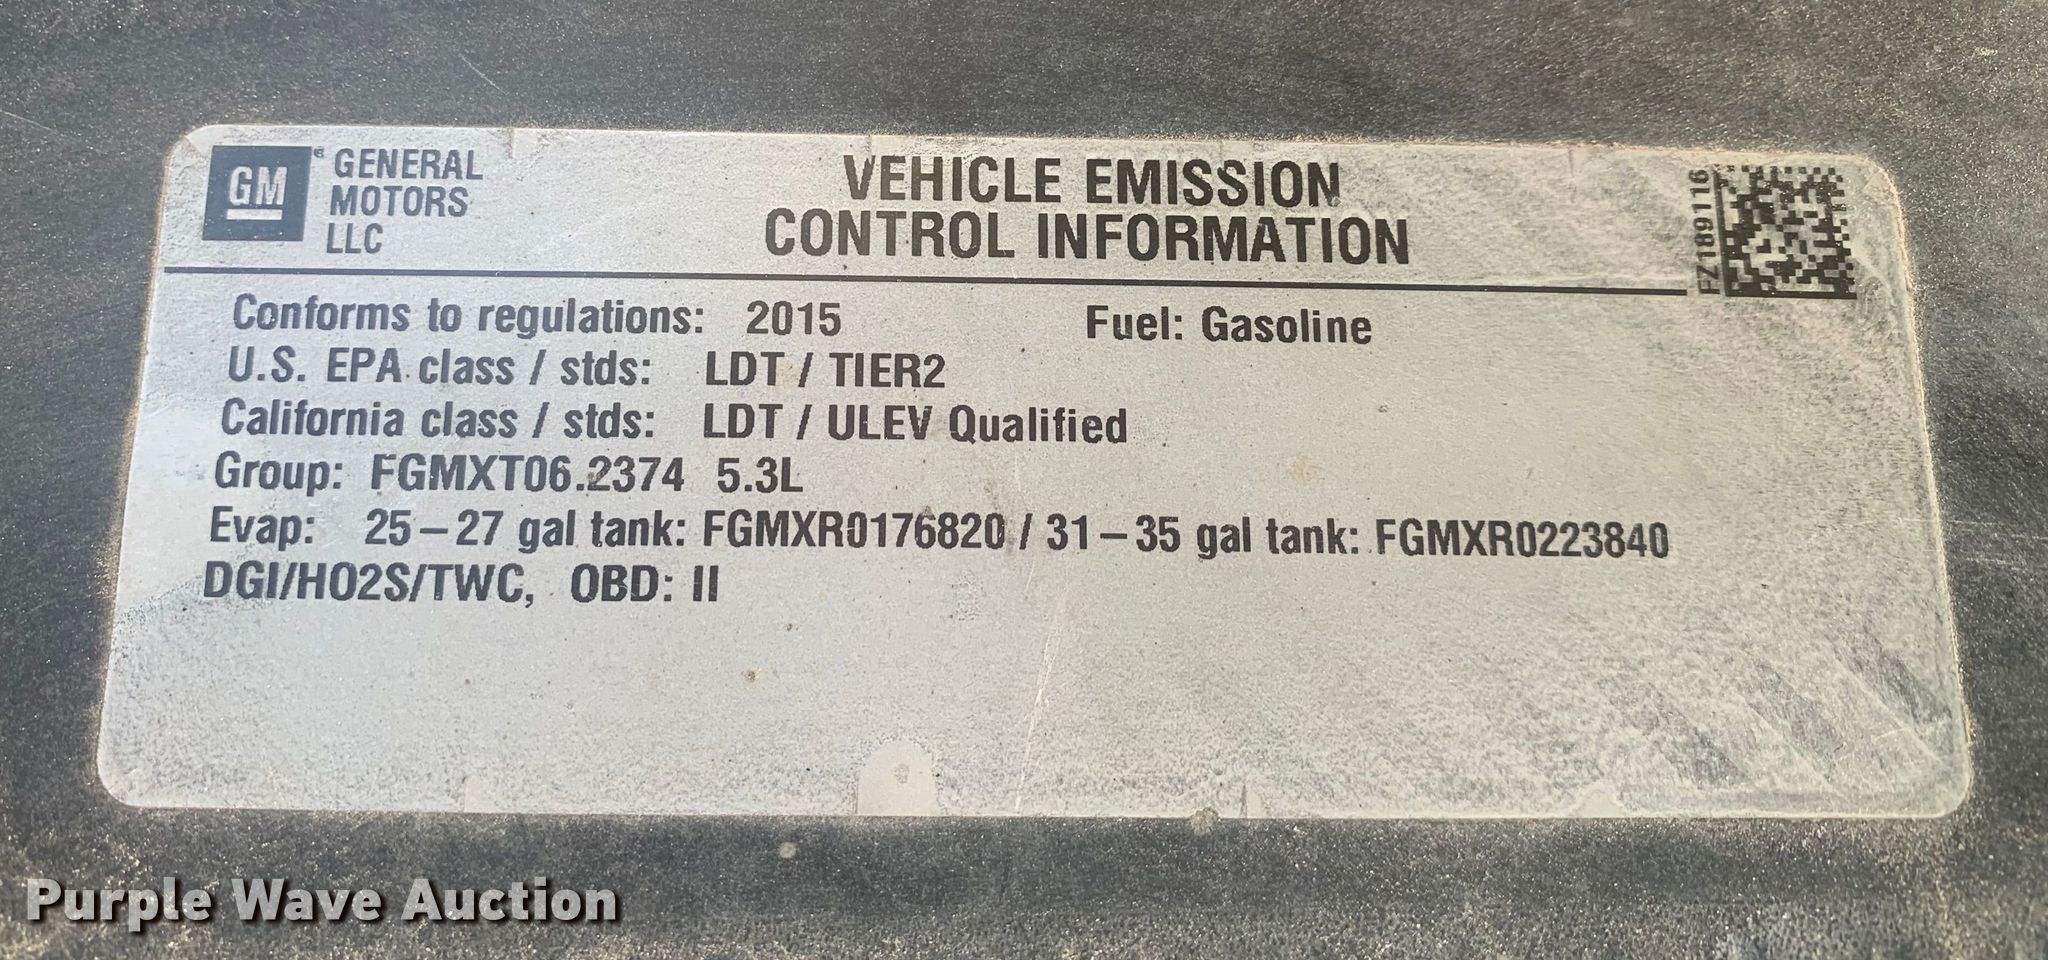 GM
GENERAL
MOTORS
LLC
VEHICLE EMISSION
CONTROL INFORMATION
FZ189116
Conforms to regulations: 2015 Fuel: Gasoline
U.S. EPA class / stds: LDT / TIER2
California class / stds: LDT / ULEV Qualified
Group: FGMXT06.2374 5.3L
Evap: 25–27 gal tank: FGMXR0176820 / 31–35 gal tank: FGMXR0223840
DGI/HO2S/TWC, OBD: II
Purple Wave Auction